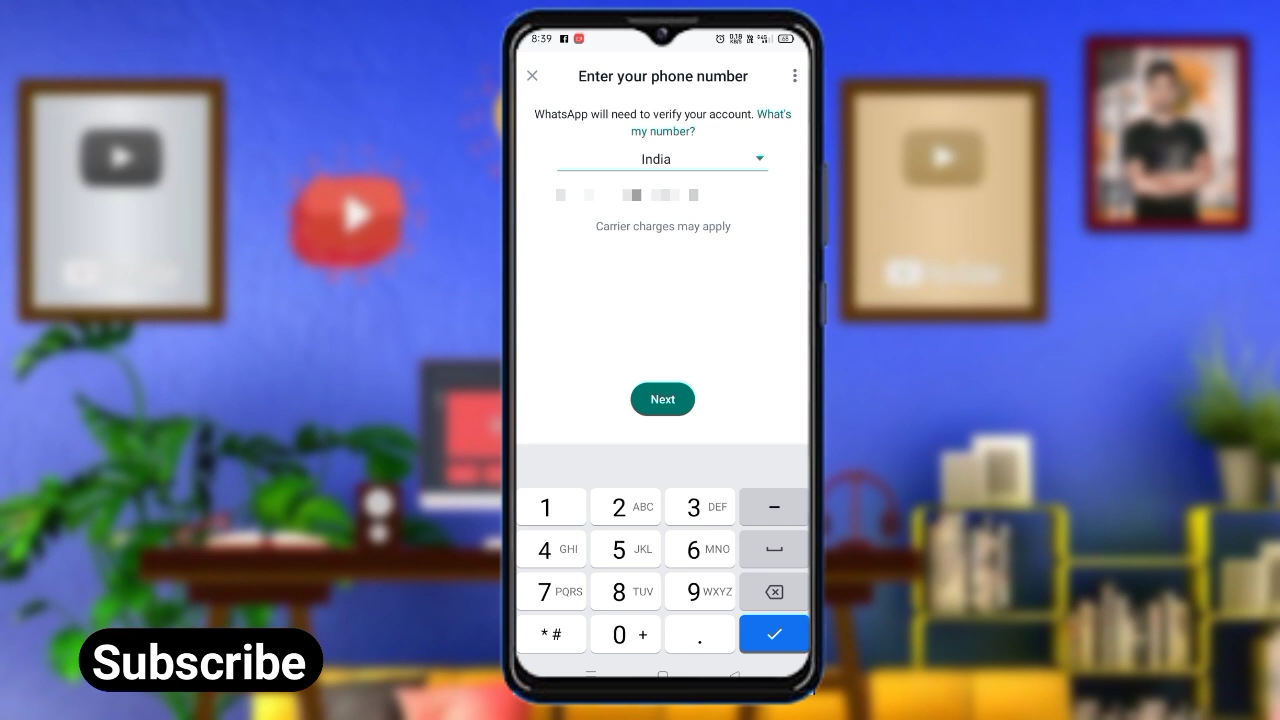 8:39
Enter your phone number
WhatsApp will need to verify your account. What's
my number?
India
Carrier charges may apply
Next
1
2 ABC
3 DEF
-
4 GHI
5 JKL
6 MNO
7 PQRS
8 TUV
9 WXYZ
* #
0 +
.
Subscribe